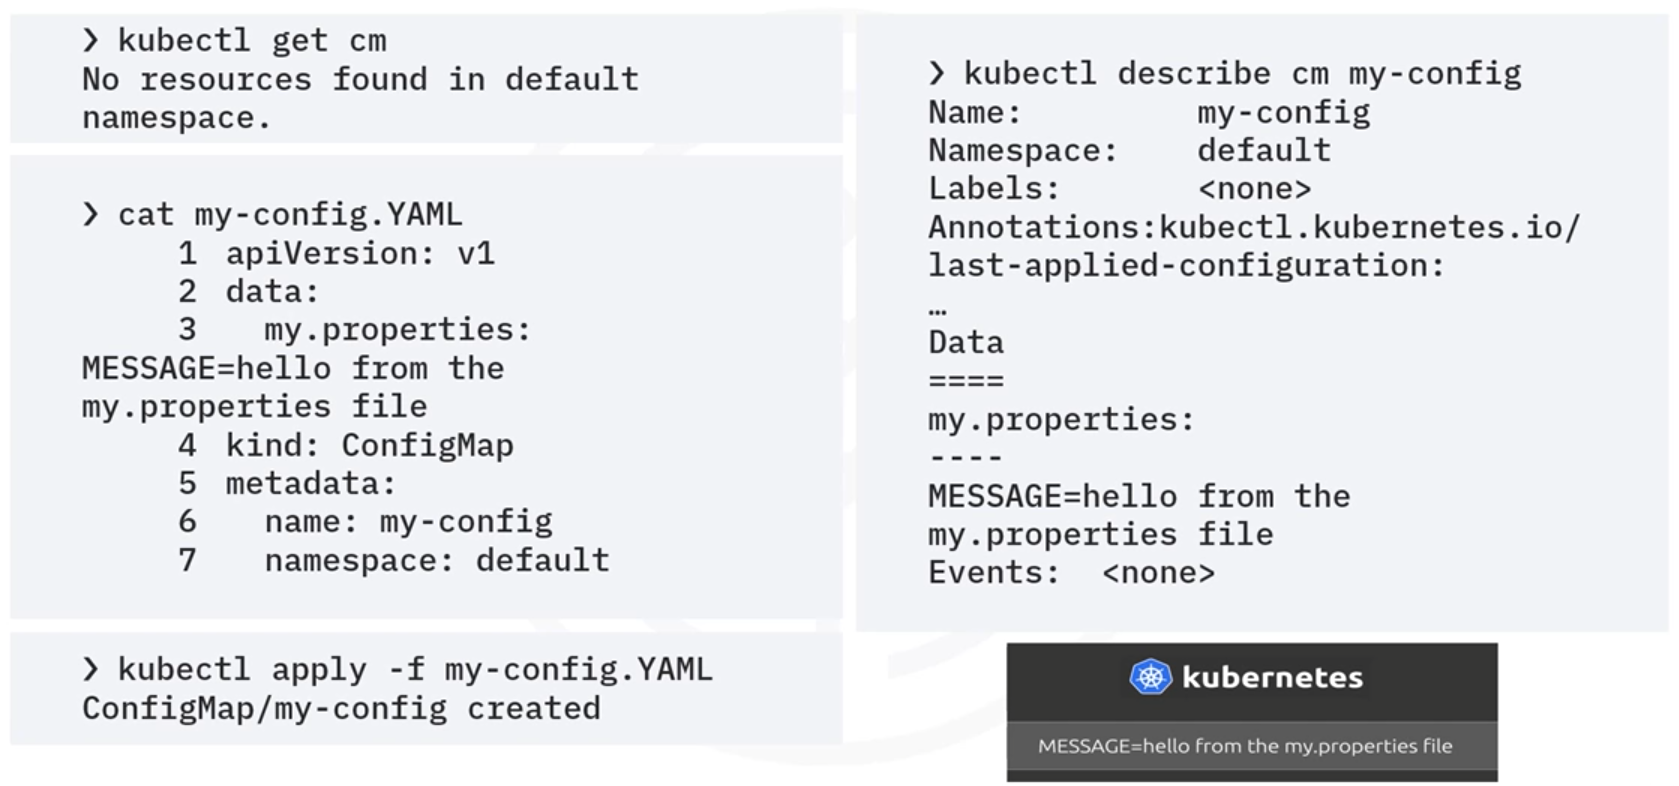 ❯ kubectl get cm
No resources found in default
namespace.
❯ cat my-config.YAML
1 apiVersion: v1
2 data:
3   my.properties:
MESSAGE=hello from the
my.properties file
4 kind: ConfigMap
5 metadata:
6   name: my-config
7   namespace: default
❯ kubectl apply -f my-config.YAML
ConfigMap/my-config created
❯ kubectl describe cm my-config
Name:         my-config
Namespace:    default
Labels:       <none>
Annotations:kubectl.kubernetes.io/
last-applied-configuration:
…
Data
====
my.properties:
----
MESSAGE=hello from the
my.properties file
Events:  <none>
kubernetes
MESSAGE=hello from the my.properties file